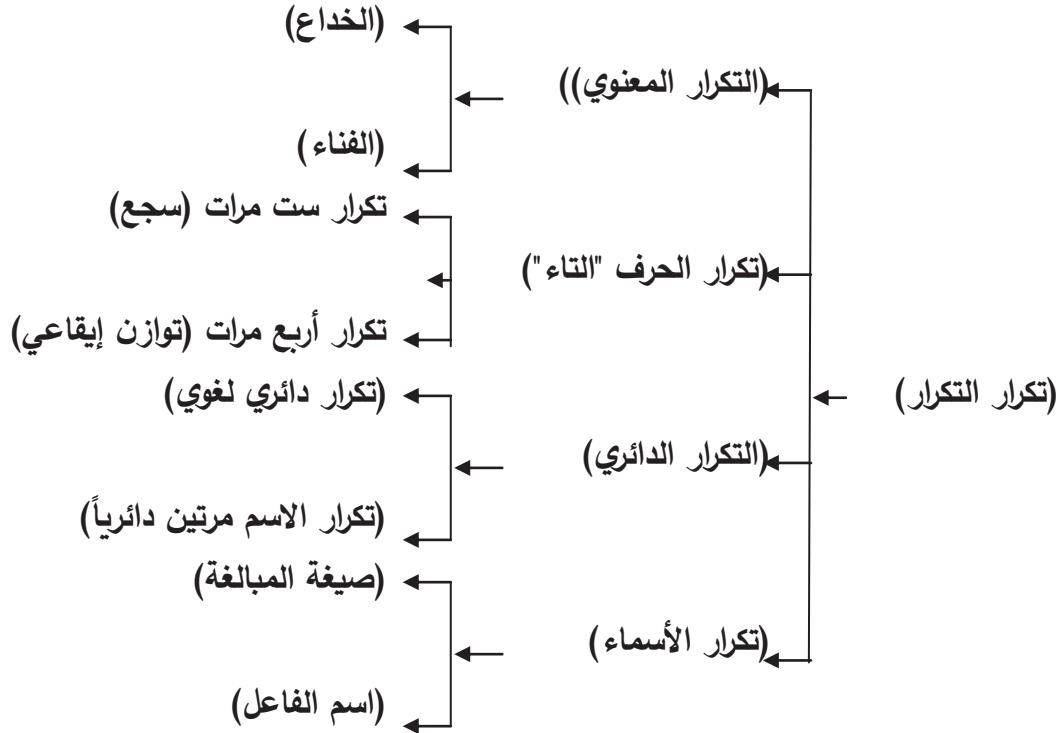 (الخداع)
(التكرار المعنوي))
(الفناء)
تكرار ست مرات (سجع)
(تكرار الحرف "التاء")
تكرار أربع مرات (توازن إيقاعي)
(تكرار دائري لغوي)
(تكرار التكرار)
(التكرار الدائري)
(تكرار الاسم مرتين دائرياً)
(صيغة المبالغة)
(تكرار الأسماء)
(اسم الفاعل)